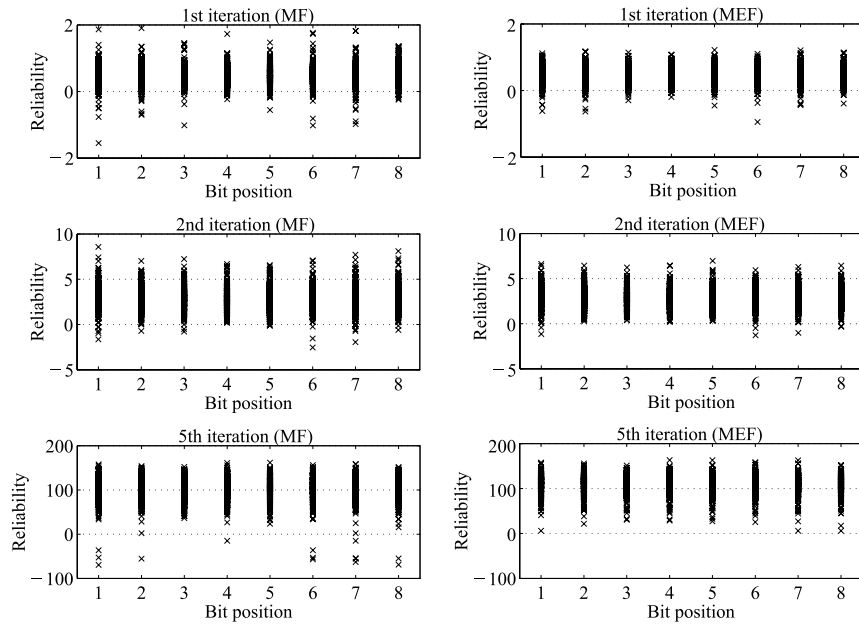 1st iteration (MF)
2
0
−2
Reliability
1 2 3 4 5 6 7 8
Bit position
1st iteration (MEF)
2
0
−2
Reliability
1 2 3 4 5 6 7 8
Bit position
2nd iteration (MF)
10
5
0
−5
Reliability
1 2 3 4 5 6 7 8
Bit position
2nd iteration (MEF)
10
5
0
−5
Reliability
1 2 3 4 5 6 7 8
Bit position
5th iteration (MF)
200
100
0
−100
Reliability
1 2 3 4 5 6 7 8
Bit position
5th iteration (MEF)
200
100
0
−100
Reliability
1 2 3 4 5 6 7 8
Bit position